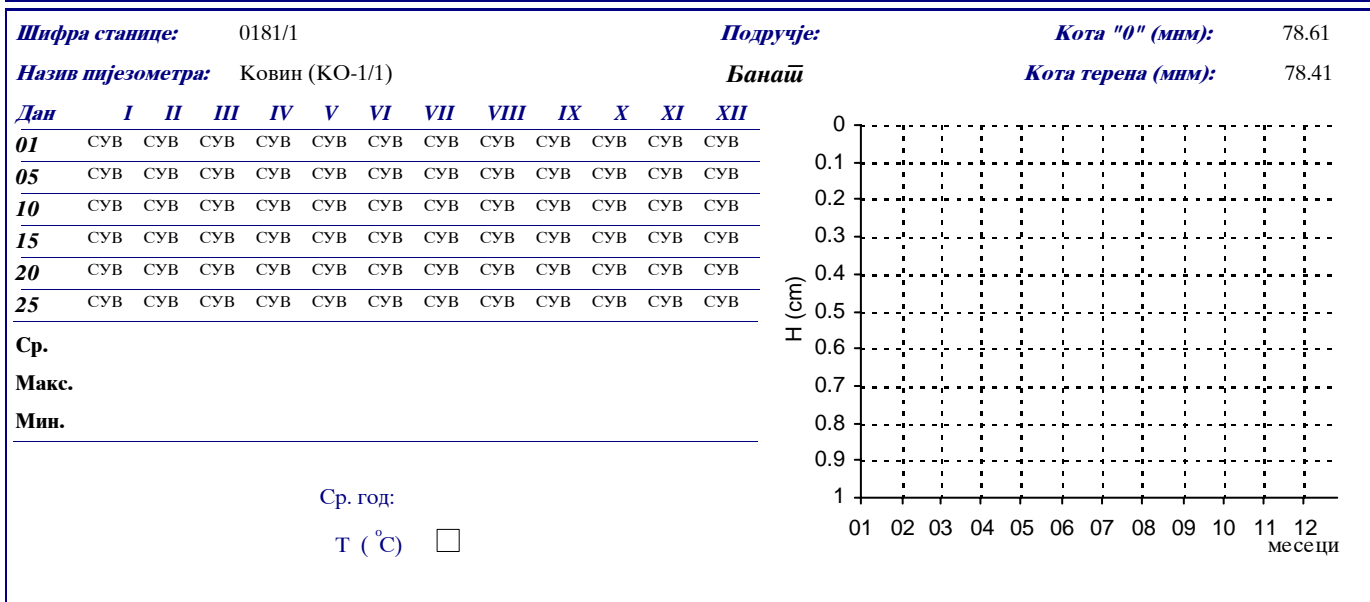 Шифра станице: 0181/1 Подручје: Кота "0" (мнм): 78.61
Назив пијезометра: Ковин (КО-1/1) Банат Кота терена (мнм): 78.41
Дан I II III IV V VI VII VIII IX X XI XII
01 СУВ СУВ СУВ СУВ СУВ СУВ СУВ СУВ СУВ СУВ СУВ СУВ
05 СУВ СУВ СУВ СУВ СУВ СУВ СУВ СУВ СУВ СУВ СУВ СУВ
10 СУВ СУВ СУВ СУВ СУВ СУВ СУВ СУВ СУВ СУВ СУВ СУВ
15 СУВ СУВ СУВ СУВ СУВ СУВ СУВ СУВ СУВ СУВ СУВ СУВ
20 СУВ СУВ СУВ СУВ СУВ СУВ СУВ СУВ СУВ СУВ СУВ СУВ
25 СУВ СУВ СУВ СУВ СУВ СУВ СУВ СУВ СУВ СУВ СУВ СУВ
Ср.
Макс.
Мин.
Ср. год:
Т ( °C)
H (cm)
0
0.1
0.2
0.3
0.4
0.5
0.6
0.7
0.8
0.9
1
01 02 03 04 05 06 07 08 09 10 11 12
месеци